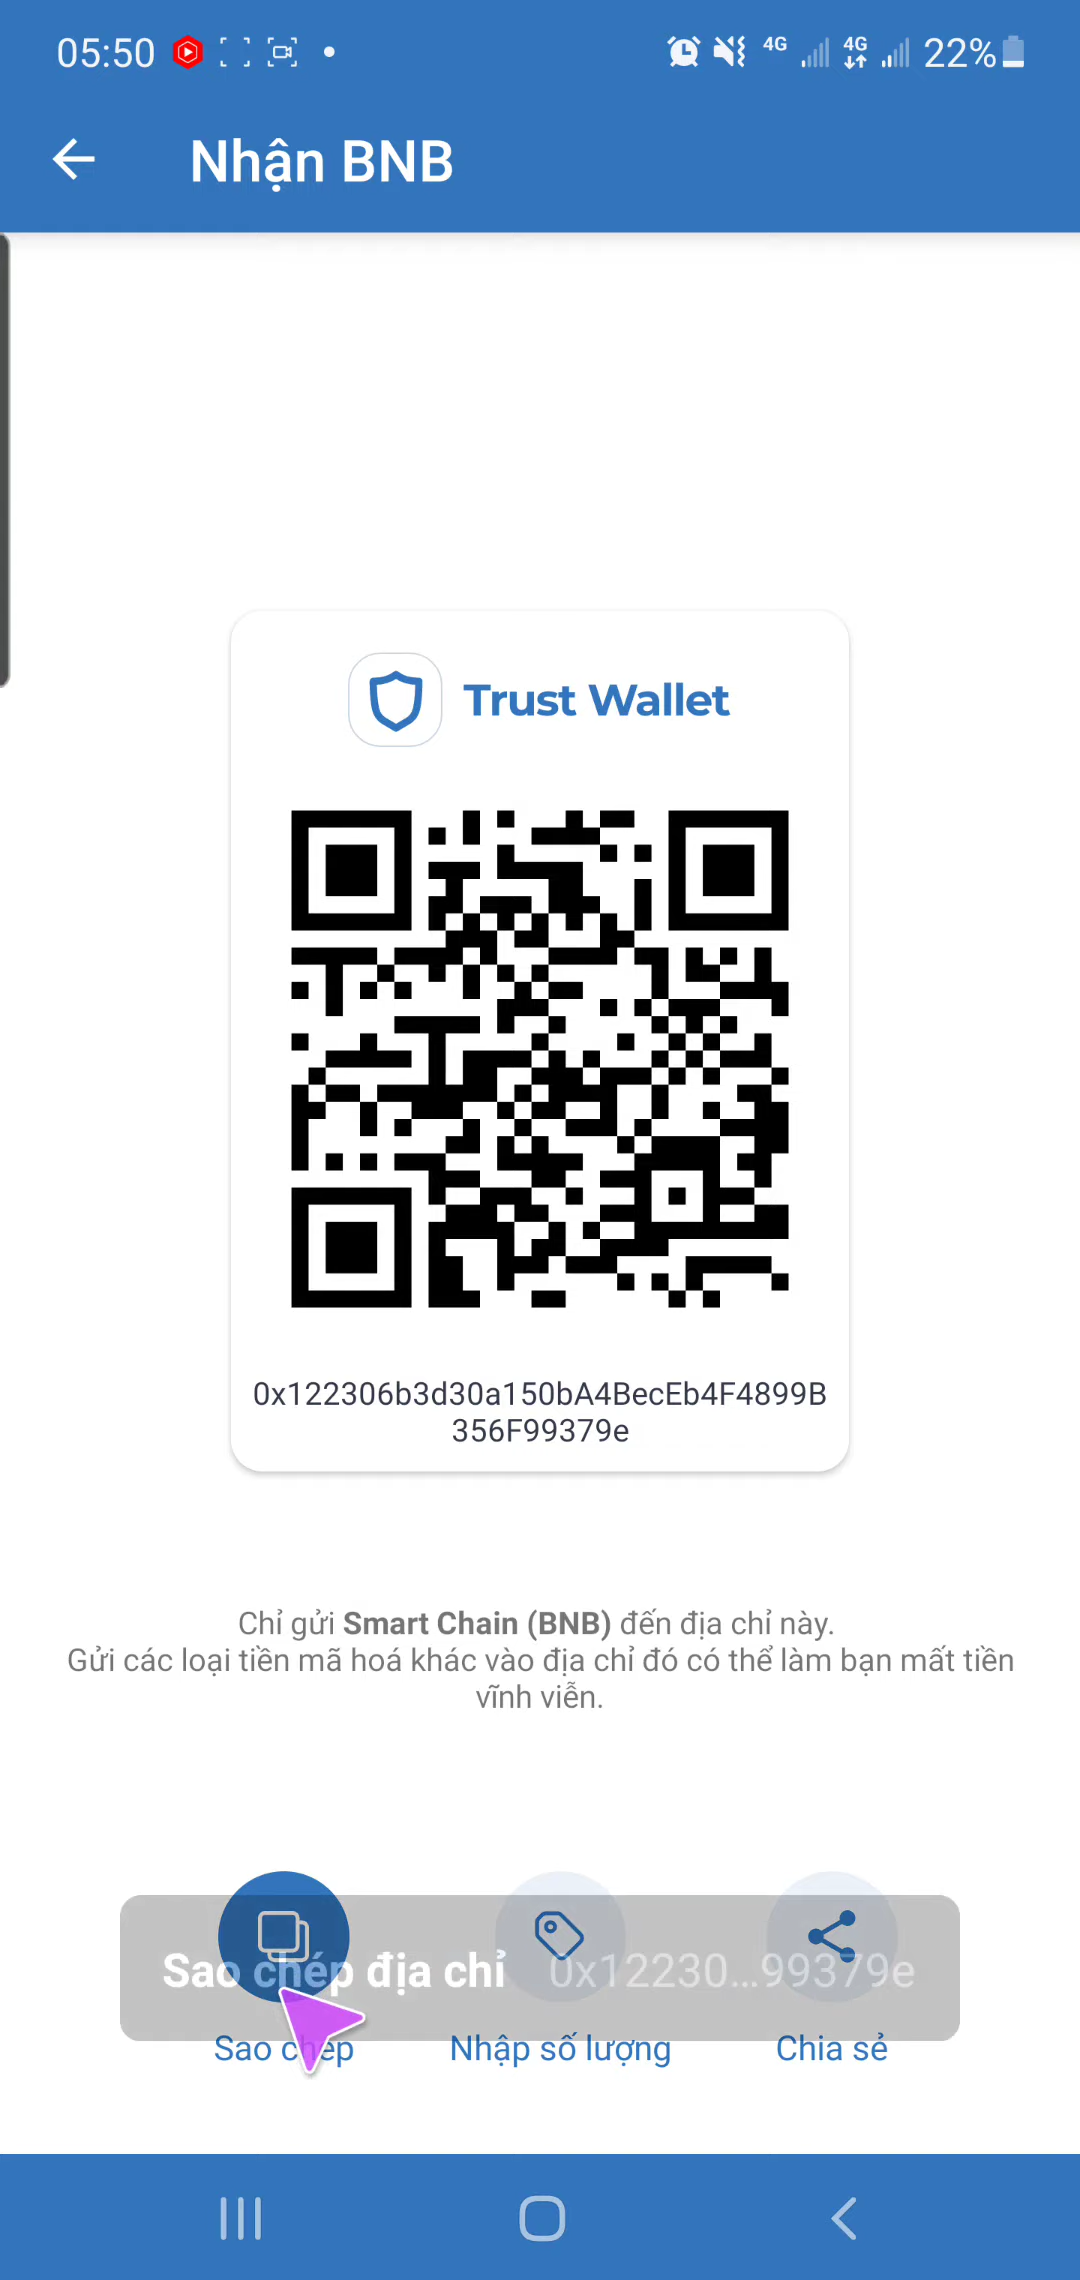 05:50 4G 4G 22%
Nhận BNB
Trust Wallet
0x122306b3d30a150bA4BecEb4F4899B
356F99379e
Chỉ gửi Smart Chain (BNB) đến địa chỉ này.
Gửi các loại tiền mã hoá khác vào địa chỉ đó có thể làm bạn mất tiền
vĩnh viễn.
Sao chép địa chỉ 0x12230...99379e
Sao chép Nhập số lượng Chia sẻ